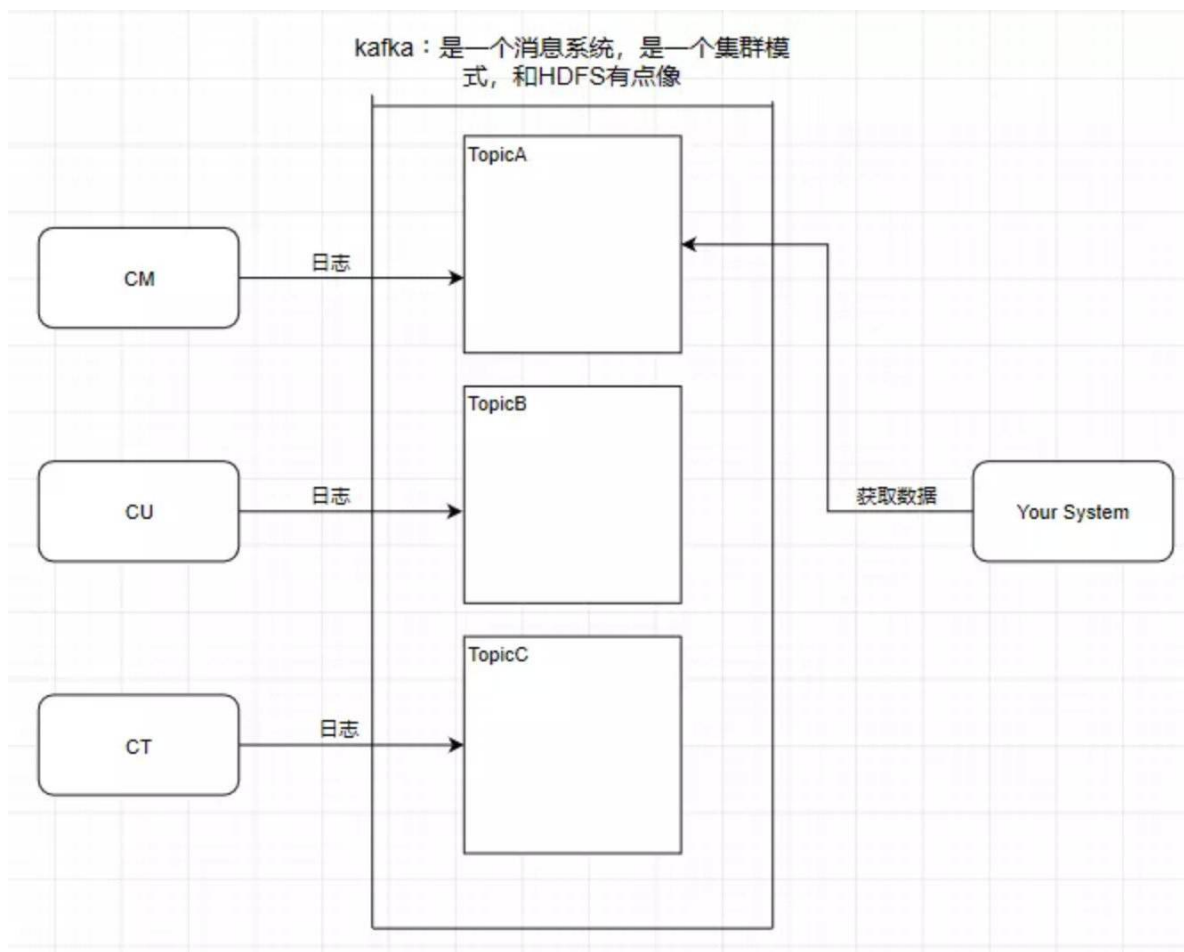 kafka：是一个消息系统，是一个集群模
式，和HDFS有点像
TopicA
CM
日志
TopicB
CU
日志
获取数据
Your System
TopicC
CT
日志